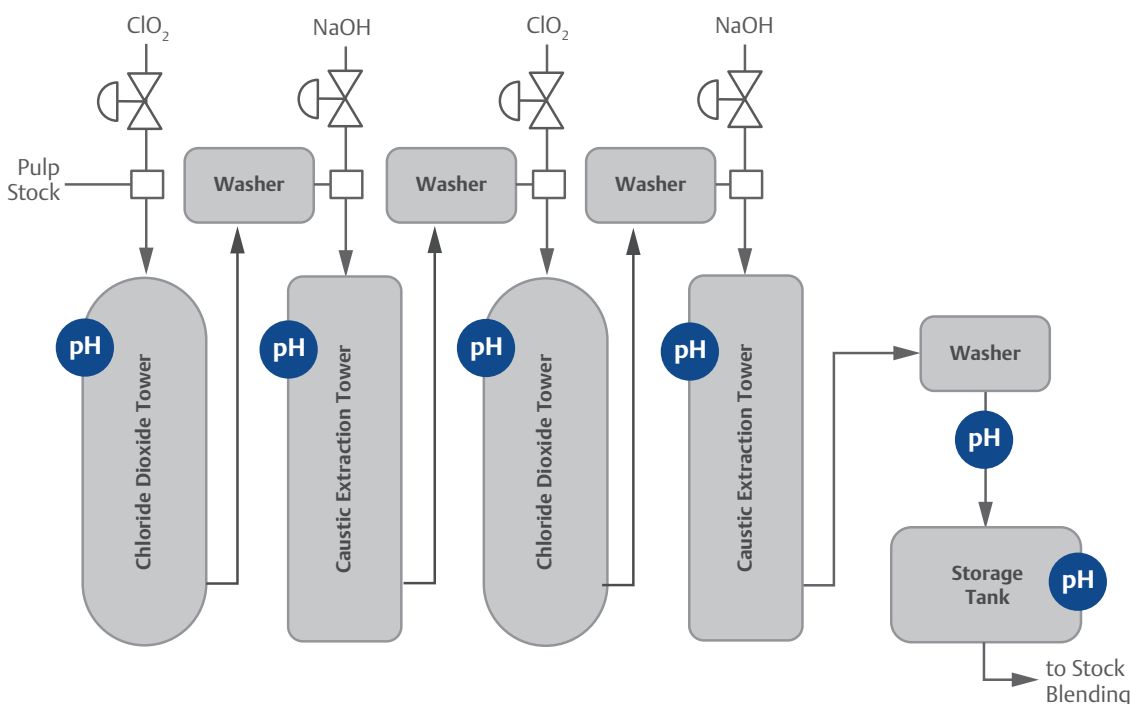 ClO₂
NaOH
ClO₂
NaOH
Pulp
Stock
Washer
Washer
Washer
pH
Chloride Dioxide Tower
pH
Caustic Extraction Tower
pH
Chloride Dioxide Tower
pH
Caustic Extraction Tower
Washer
pH
Storage
Tank
pH
to Stock
Blending